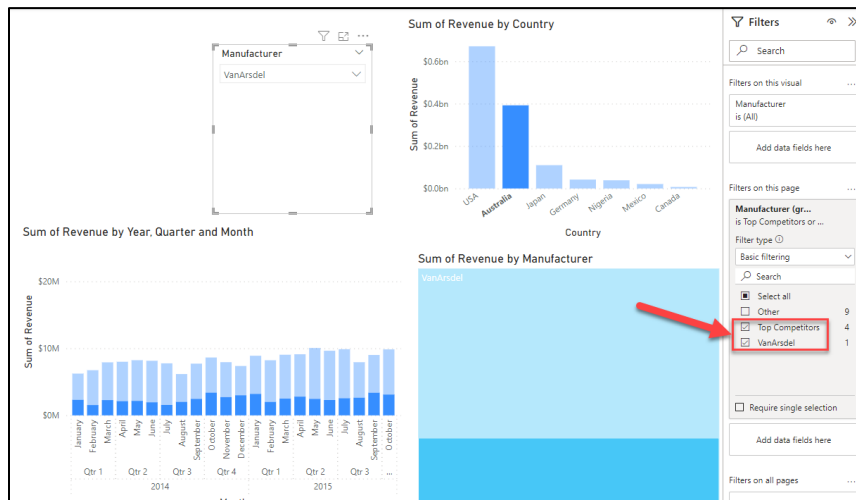 Manufacturer
VanArsdel
Sum of Revenue by Country
Sum of Revenue
$0.6bn
$0.4bn
$0.2bn
$0.0bn
USA
Australia
Japan
Germany
Nigeria
Mexico
Canada
Country
Sum of Revenue by Year, Quarter and Month
Sum of Revenue
$20M
$10M
$0M
January
February
March
April
May
June
July
August
September
October
November
December
January
February
March
April
May
June
July
August
September
October
Qtr 1
Qtr 2
Qtr 3
Qtr 4
Qtr 1
Qtr 2
Qtr 3
...
2014
2015
Month
Sum of Revenue by Manufacturer
VanArsdel
Filters
Search
Filters on this visual
...
Manufacturer
is (All)
Add data fields here
Filters on this page
...
Manufacturer (gr...
is Top Competitors or ...
Filter type
Basic filtering
Search
Select all
Other 9
Top Competitors 4
VanArsdel 1
Require single selection
Add data fields here
Filters on all pages
...